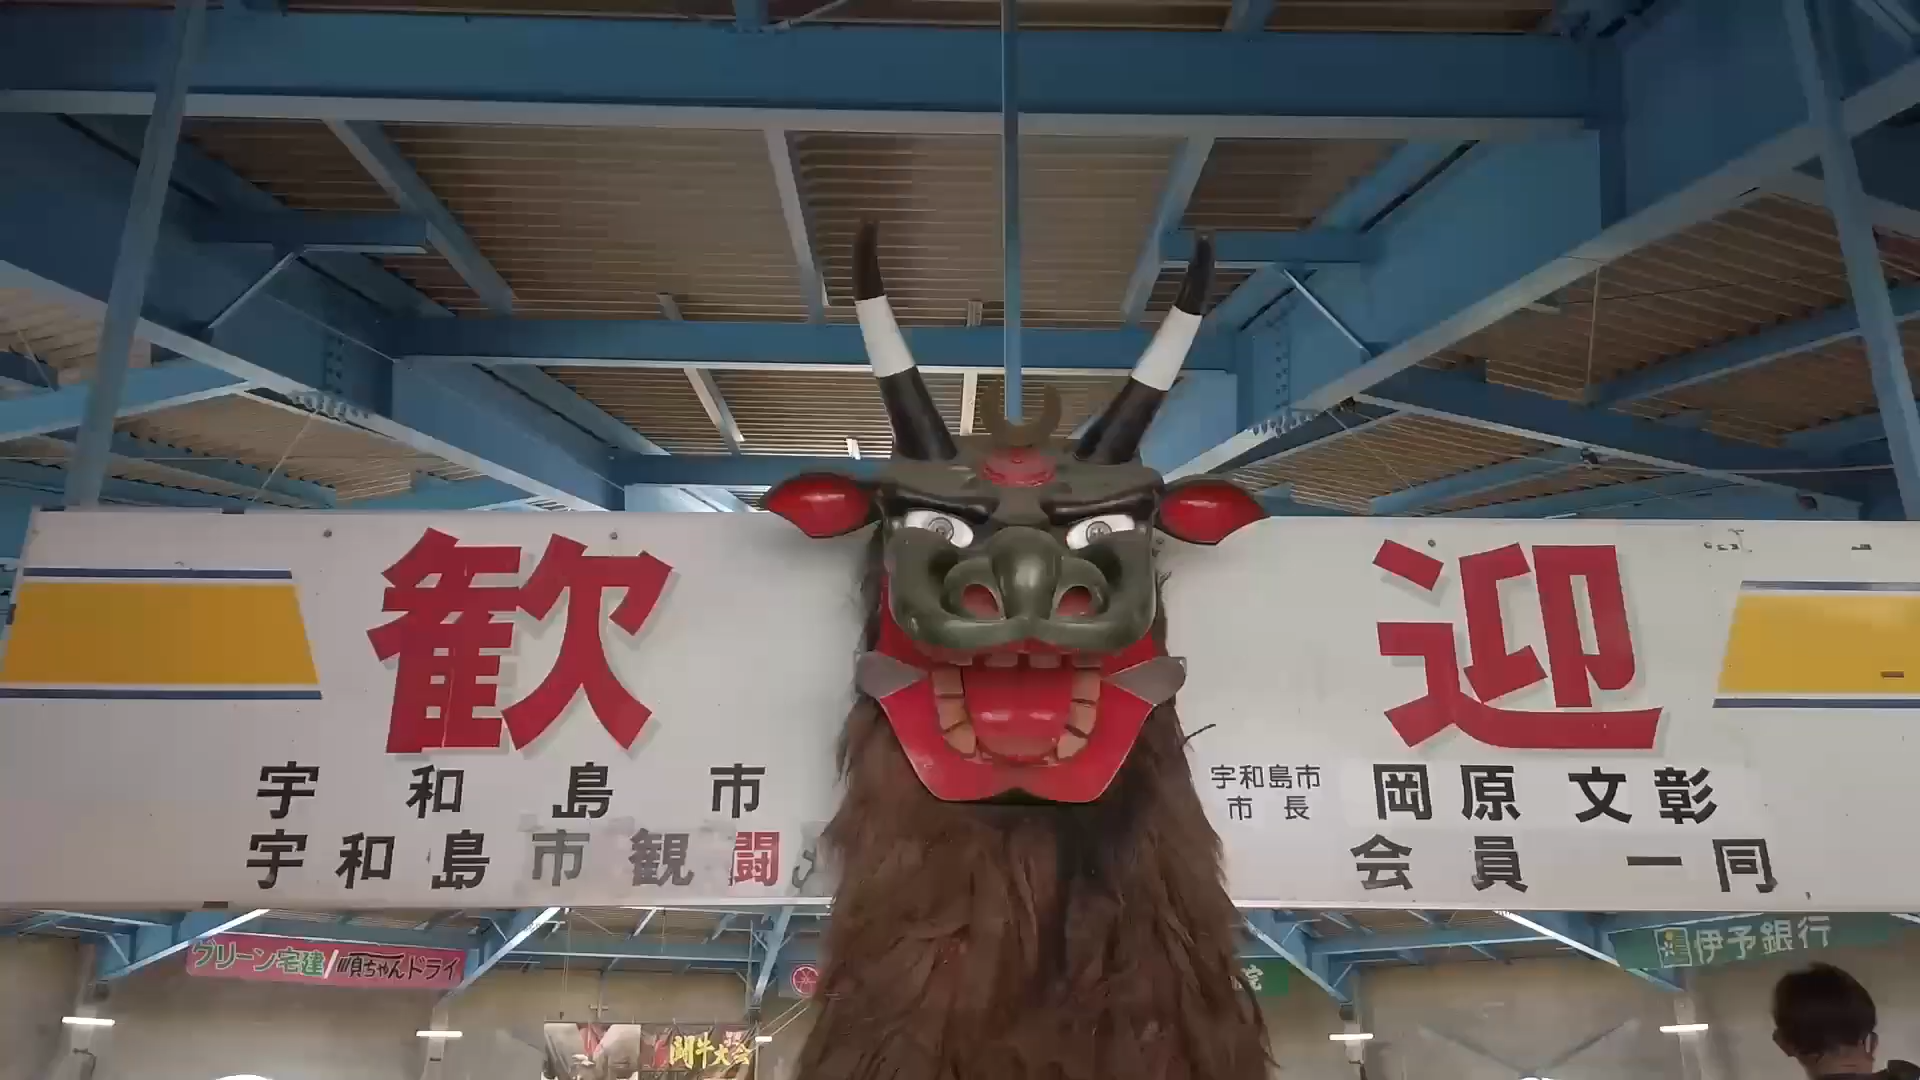 歓迎
宇和島市
宇和島市観闘
宇和島市
市長
岡原文彰
会員一同
グリーン宅建/順ちゃんドライ
伊予銀行
院
闘牛大会